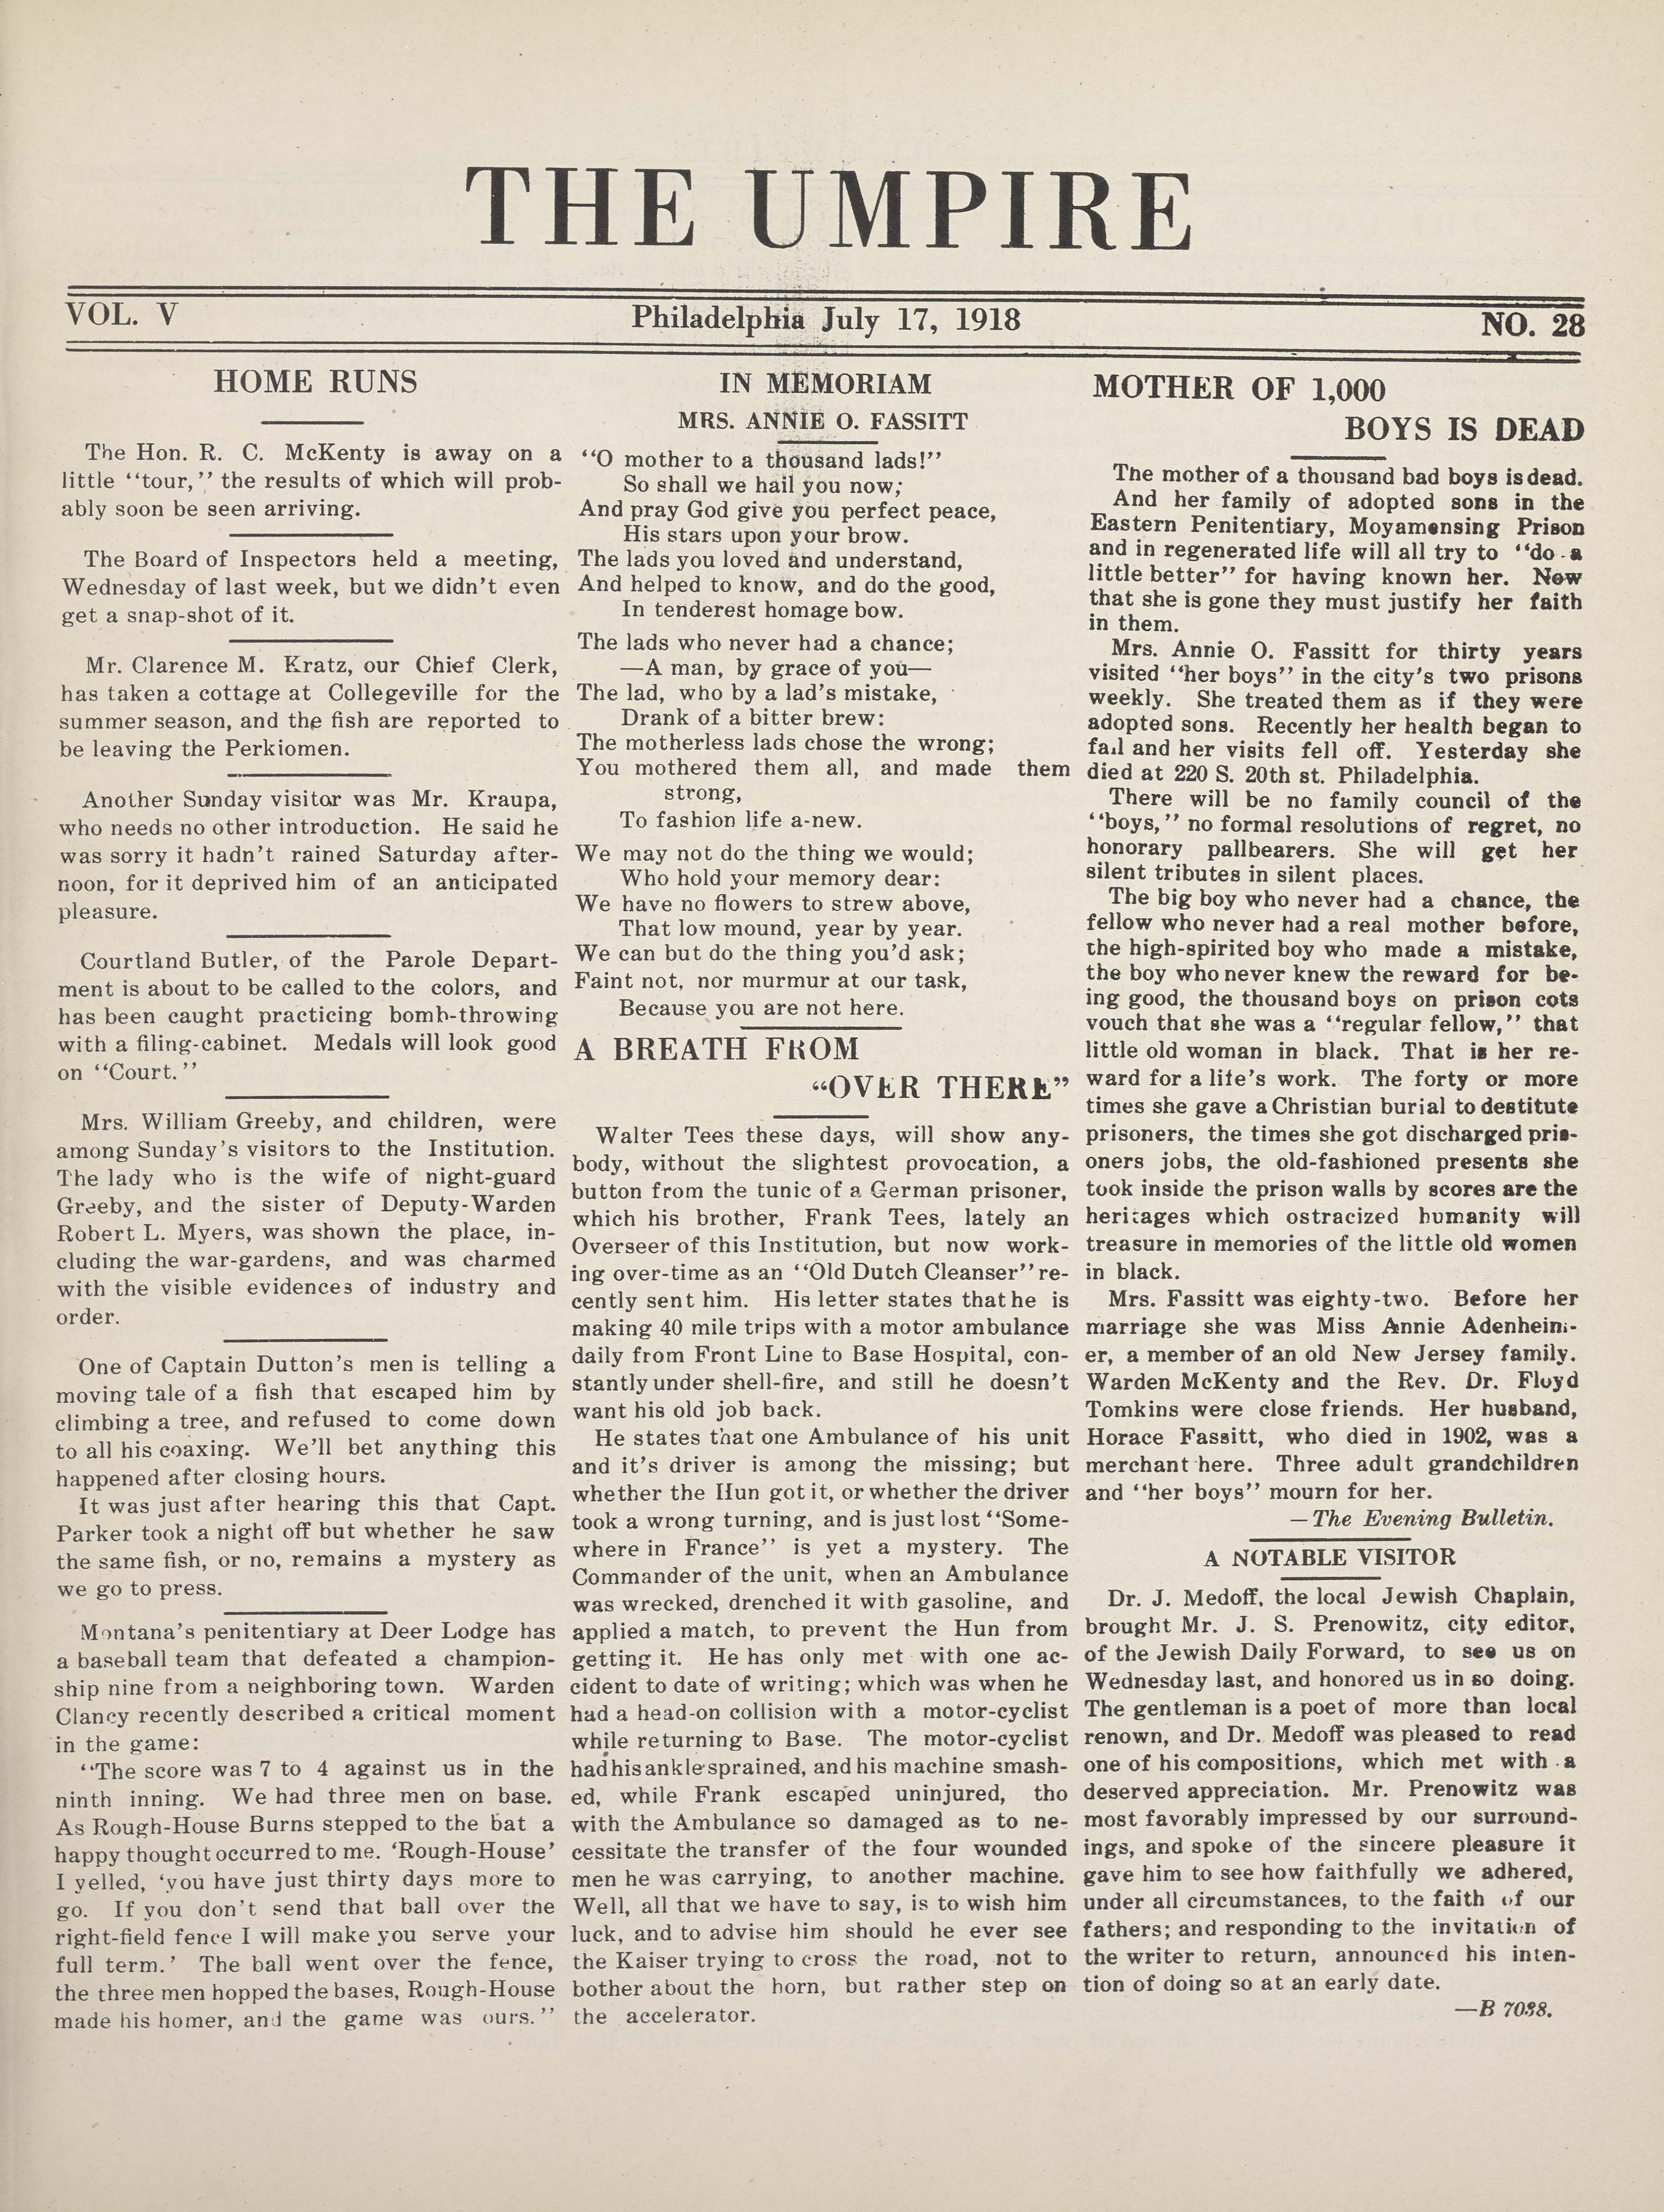 THE UMPIRE
VOL. V
Philadelphia July 17, 1918
NO. 28
HOME RUNS
The Hon. R. C. McKenty is away on a
little "tour," the results of which will prob-
ably soon be seen arriving.
The Board of Inspectors held a meeting,
Wednesday of last week, but we didn't even
get a snap-shot of it.
Mr. Clarence M. Kratz, our Chief Clerk,
has taken a cottage at Collegeville for the
summer season, and the fish are reported to
be leaving the Perkiomen.
Another Sunday visitor was Mr. Kraupa,
who needs no other introduction. He said he
was sorry it hadn't rained Saturday after-
noon, for it deprived him of an anticipated
pleasure.
Courtland Butler, of the Parole Depart-
ment is about to be called to the colors, and
has been caught practicing bomb-throwing
with a filing-cabinet. Medals will look good
on "Court."
Mrs. William Greeby, and children, were
among Sunday's visitors to the Institution.
The lady who is the wife of night-guard
Greeby, and the sister of Deputy-Warden
Robert L. Myers, was shown the place, in-
cluding the war-gardens, and was charmed
with the visible evidences of industry and
order.
One of Captain Dutton's men is telling a
moving tale of a fish that escaped him by
climbing a tree, and refused to come down
to all his coaxing. We'll bet anything this
happened after closing hours.
It was just after hearing this that Capt.
Parker took a night off but whether he saw
the same fish, or no, remains a mystery as
we go to press.
Montana's penitentiary at Deer Lodge has
a baseball team that defeated a champion-
ship nine from a neighboring town. Warden
Clancy recently described a critical moment
in the game:
"The score was 7 to 4 against us in the
ninth inning. We had three men on base.
As Rough-House Burns stepped to the bat a
happy thought occurred to me. 'Rough-House'
I yelled, 'you have just thirty days more to
go. If you don't send that ball over the
right-field fence I will make you serve your
full term.' The ball went over the fence,
the three men hopped the bases, Rough-House
made his homer, and the game was ours."
IN MEMORIAM
MRS. ANNIE O. FASSITT
"O mother to a thousand lads!"
So shall we hail you now;
And pray God give you perfect peace,
His stars upon your brow.
The lads you loved and understand,
And helped to know, and do the good,
In tenderest homage bow.
The lads who never had a chance;
—A man, by grace of you—
The lad, who by a lad's mistake,
Drank of a bitter brew:
The motherless lads chose the wrong;
You mothered them all, and made them
strong,
To fashion life a-new.
We may not do the thing we would;
Who hold your memory dear:
We have no flowers to strew above,
That low mound, year by year.
We can but do the thing you'd ask;
Faint not, nor murmur at our task,
Because you are not here.
A BREATH FROM
"OVER THERE"
Walter Tees these days, will show any-
body, without the slightest provocation, a
button from the tunic of a German prisoner,
which his brother, Frank Tees, lately an
Overseer of this Institution, but now work-
ing over-time as an "Old Dutch Cleanser" re-
cently sent him. His letter states that he is
making 40 mile trips with a motor ambulance
daily from Front Line to Base Hospital, con-
stantly under shell-fire, and still he doesn't
want his old job back.
He states that one Ambulance of his unit
and it's driver is among the missing; but
whether the Hun got it, or whether the driver
took a wrong turning, and is just lost "Some-
where in France" is yet a mystery. The
Commander of the unit, when an Ambulance
was wrecked, drenched it with gasoline, and
applied a match, to prevent the Hun from
getting it. He has only met with one ac-
cident to date of writing; which was when he
had a head-on collision with a motor-cyclist
while returning to Base. The motor-cyclist
had his ankle sprained, and his machine smash-
ed, while Frank escaped uninjured, tho
with the Ambulance so damaged as to ne-
cessitate the transfer of the four wounded
men he was carrying, to another machine.
Well, all that we have to say, is to wish him
luck, and to advise him should he ever see
the Kaiser trying to cross the road, not to
bother about the horn, but rather step on
the accelerator.
MOTHER OF 1,000
BOYS IS DEAD
The mother of a thousand bad boys is dead.
And her family of adopted sons in the
Eastern Penitentiary, Moyamensing Prison
and in regenerated life will all try to "do a
little better" for having known her. Now
that she is gone they must justify her faith
in them.
Mrs. Annie O. Fassitt for thirty years
visited "her boys" in the city's two prisons
weekly. She treated them as if they were
adopted sons. Recently her health began to
fail and her visits fell off. Yesterday she
died at 220 S. 20th st. Philadelphia.
There will be no family council of the
"boys," no formal resolutions of regret, no
honorary pallbearers. She will get her
silent tributes in silent places.
The big boy who never had a chance, the
fellow who never had a real mother before,
the high-spirited boy who made a mistake,
the boy who never knew the reward for be-
ing good, the thousand boys on prison cots
vouch that she was a "regular fellow," that
little old woman in black. That is her re-
ward for a life's work. The forty or more
times she gave a Christian burial to destitute
prisoners, the times she got discharged pris-
oners jobs, the old-fashioned presents she
took inside the prison walls by scores are the
heritages which ostracized humanity will
treasure in memories of the little old women
in black.
Mrs. Fassitt was eighty-two. Before her
marriage she was Miss Annie Adenheim-
er, a member of an old New Jersey family.
Warden McKenty and the Rev. Dr. Floyd
Tomkins were close friends. Her husband,
Horace Fassitt, who died in 1902, was a
merchant here. Three adult grandchildren
and "her boys" mourn for her.
—The Evening Bulletin.
A NOTABLE VISITOR
Dr. J. Medoff, the local Jewish Chaplain,
brought Mr. J. S. Prenowitz, city editor,
of the Jewish Daily Forward, to see us on
Wednesday last, and honored us in so doing.
The gentleman is a poet of more than local
renown, and Dr. Medoff was pleased to read
one of his compositions, which met with a
deserved appreciation. Mr. Prenowitz was
most favorably impressed by our surround-
ings, and spoke of the sincere pleasure it
gave him to see how faithfully we adhered,
under all circumstances, to the faith of our
fathers; and responding to the invitation of
the writer to return, announced his inten-
tion of doing so at an early date.
—B 7038.